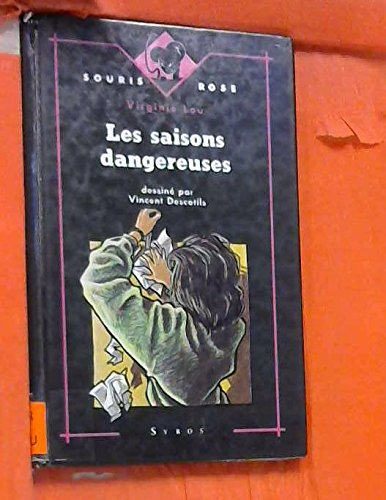 SOURIS ROSE
Virginie Lou
Les saisons
dangereuses
dessiné par
Vincent Descotils
SYROS